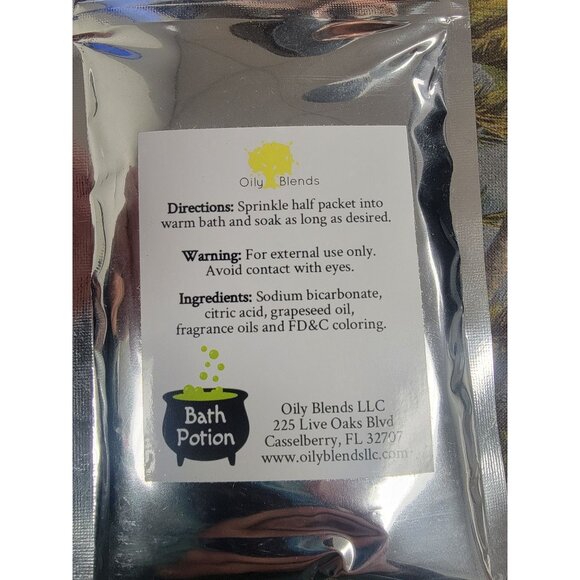 Oily Blends
Directions: Sprinkle half packet into
warm bath and soak as long as desired.
Warning: For external use only.
Avoid contact with eyes.
Ingredients: Sodium bicarbonate,
citric acid, grapeseed oil,
fragrance oils and FD&C coloring.
Bath
Potion
Oily Blends LLC
225 Live Oaks Blvd
Casselberry, FL 32707
www.oilyblendsllc.com